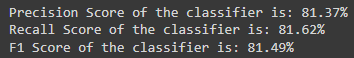 Precision Score of the classifier is: 81.37%
Recall Score of the classifier is: 81.62%
F1 Score of the classifier is: 81.49%